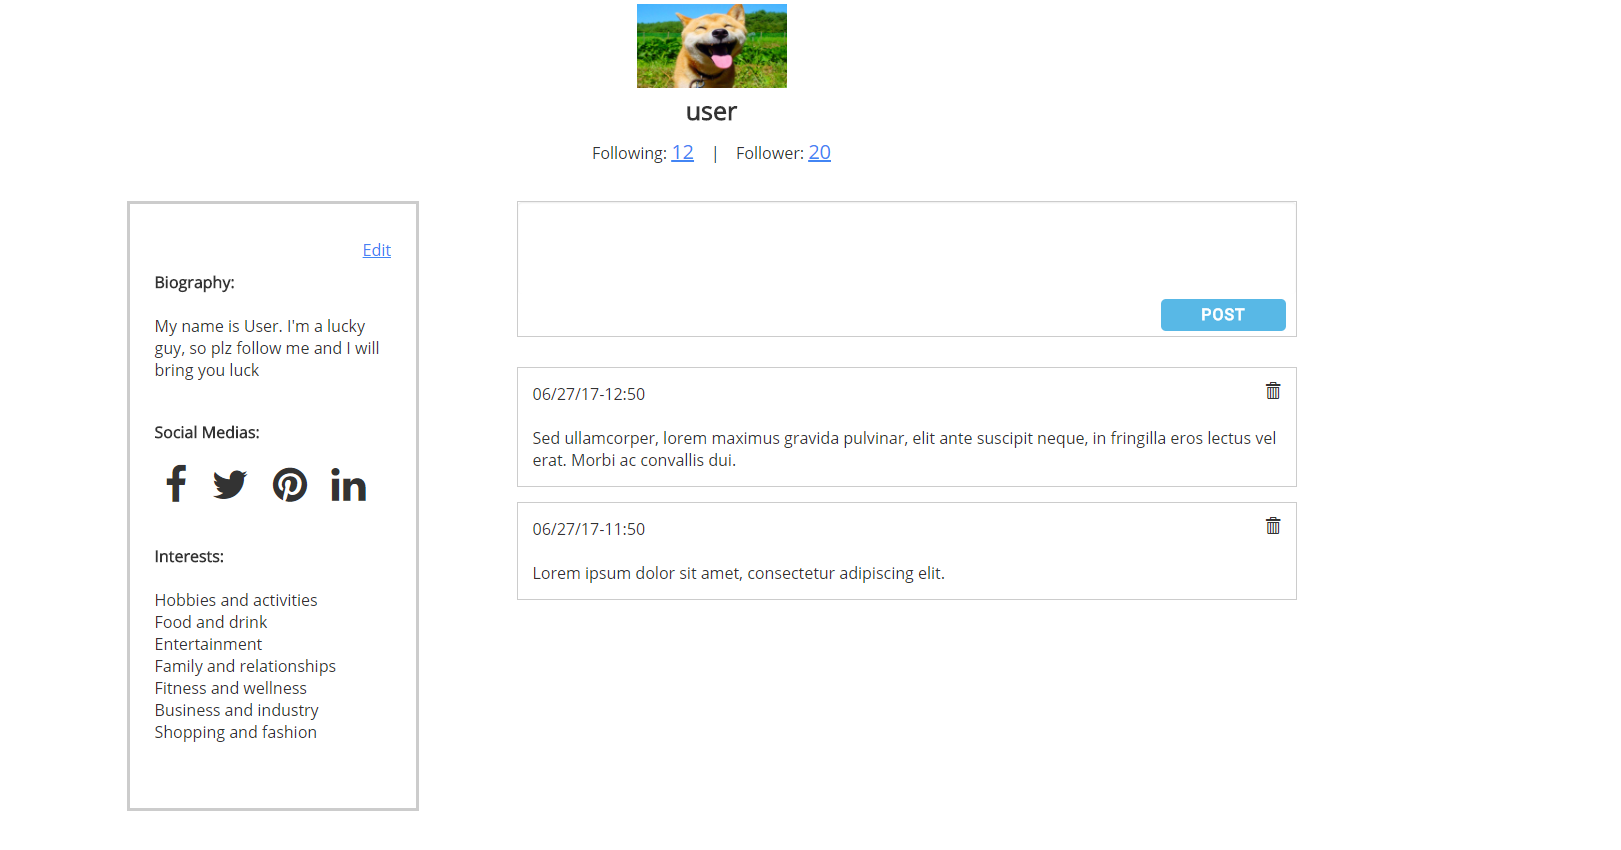 user
Following: 12 | Follower: 20
Edit
Biography:
My name is User. I'm a lucky
guy, so plz follow me and I will
bring you luck
Social Medias:
Interests:
Hobbies and activities
Food and drink
Entertainment
Family and relationships
Fitness and wellness
Business and industry
Shopping and fashion
POST
06/27/17-12:50
Sed ullamcorper, lorem maximus gravida pulvinar, elit ante suscipit neque, in fringilla eros lectus vel
erat. Morbi ac convallis dui.
06/27/17-11:50
Lorem ipsum dolor sit amet, consectetur adipiscing elit.